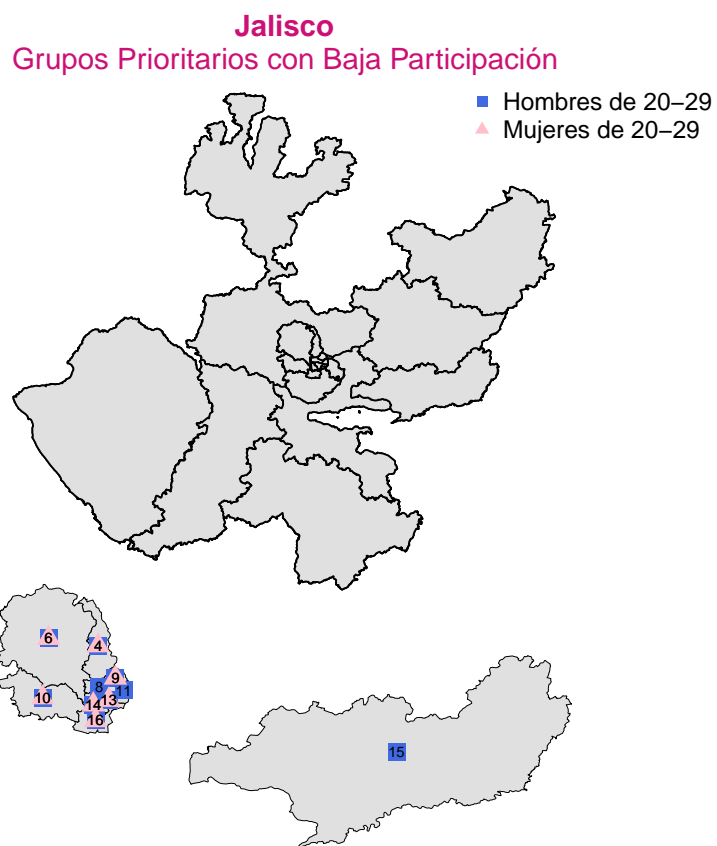 Jalisco
Grupos Prioritarios con Baja Participación
Hombres de 20−29
Mujeres de 20−29
6
4
9
8
11
10
13
14
16
15